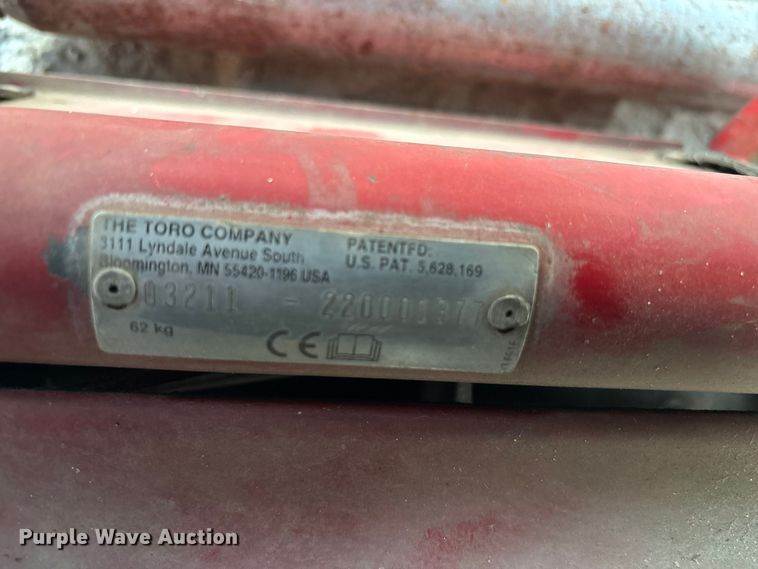 THE TORO COMPANY
3111 Lyndale Avenue South
Bloomington, MN 55420-1196 USA
PATENTED:
U.S. PAT. 5,628,169
03211 - 220001377
62 kg
CE
Purple Wave Auction